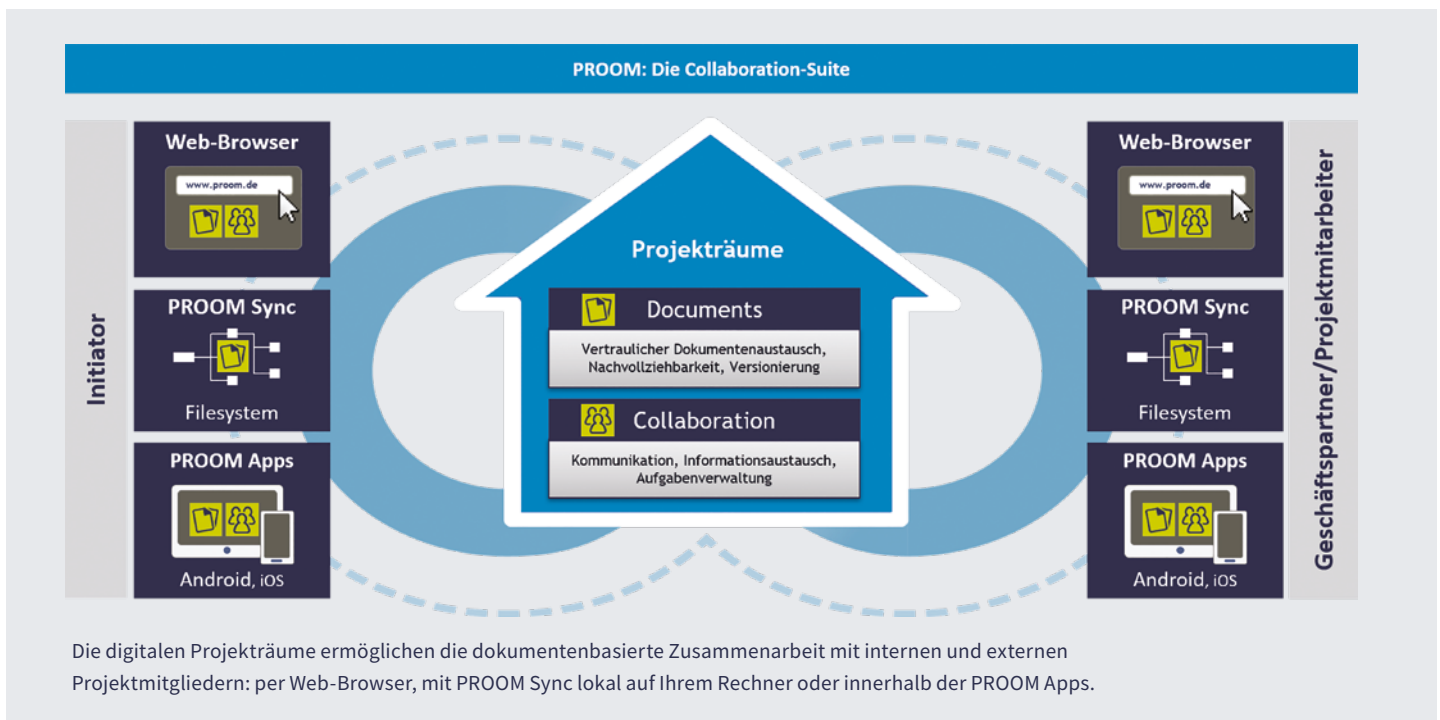 PROOM: Die Collaboration-Suite
Initiator
Web-Browser
www.proom.de
PROOM Sync
Filesystem
PROOM Apps
Android, iOS
Projekträume
Documents
Vertraulicher Dokumentenaustausch,
Nachvollziehbarkeit, Versionierung
Collaboration
Kommunikation, Informationsaustausch,
Aufgabenverwaltung
Web-Browser
www.proom.de
PROOM Sync
Filesystem
PROOM Apps
Android, iOS
Geschäftspartner/Projektmitarbeiter
Die digitalen Projekträume ermöglichen die dokumentenbasierte Zusammenarbeit mit internen und externen
Projektmitgliedern: per Web-Browser, mit PROOM Sync lokal auf Ihrem Rechner oder innerhalb der PROOM Apps.